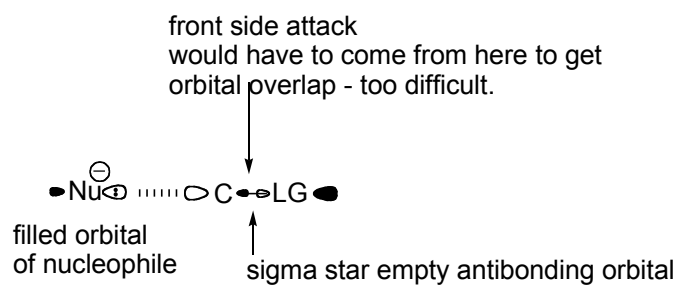 front side attack
would have to come from here to get
orbital overlap - too difficult.
Nu C LG
filled orbital
of nucleophile
sigma star empty antibonding orbital